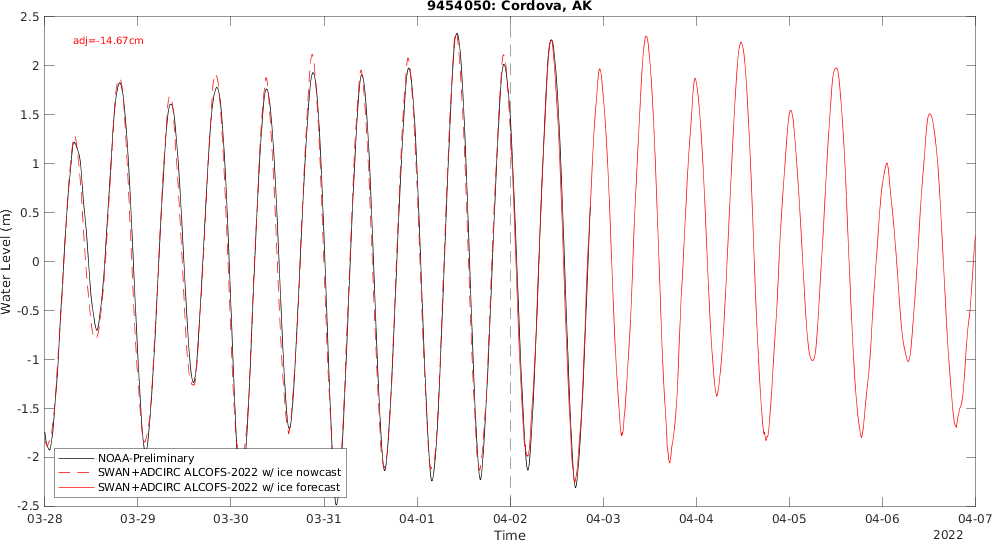 9454050: Cordova, AK
adj=-14.67cm
2.5
2
1.5
1
0.5
0
-0.5
-1
-1.5
-2
-2.5
Water Level (m)
NOAA-Preliminary
SWAN+ADCIRC ALCOFS-2022 w/ ice nowcast
SWAN+ADCIRC ALCOFS-2022 w/ ice forecast
03-28 03-29 03-30 03-31 04-01 04-02 04-03 04-04 04-05 04-06 04-07
Time
2022